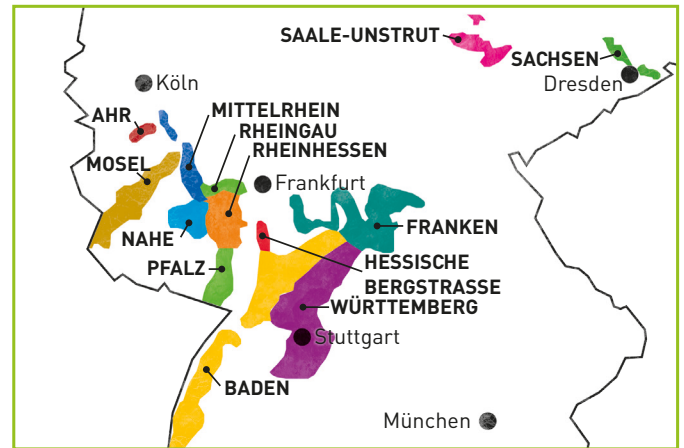 SAALE-UNSTRUT
SACHSEN
Dresden
Köln
AHR
MITTELRHEIN
RHEINGAU
RHEINHESSEN
MOSEL
Frankfurt
NAHE
FRANKEN
PFALZ
HESSISCHE
BERGSTRASSE
WÜRTTEMBERG
Stuttgart
BADEN
München